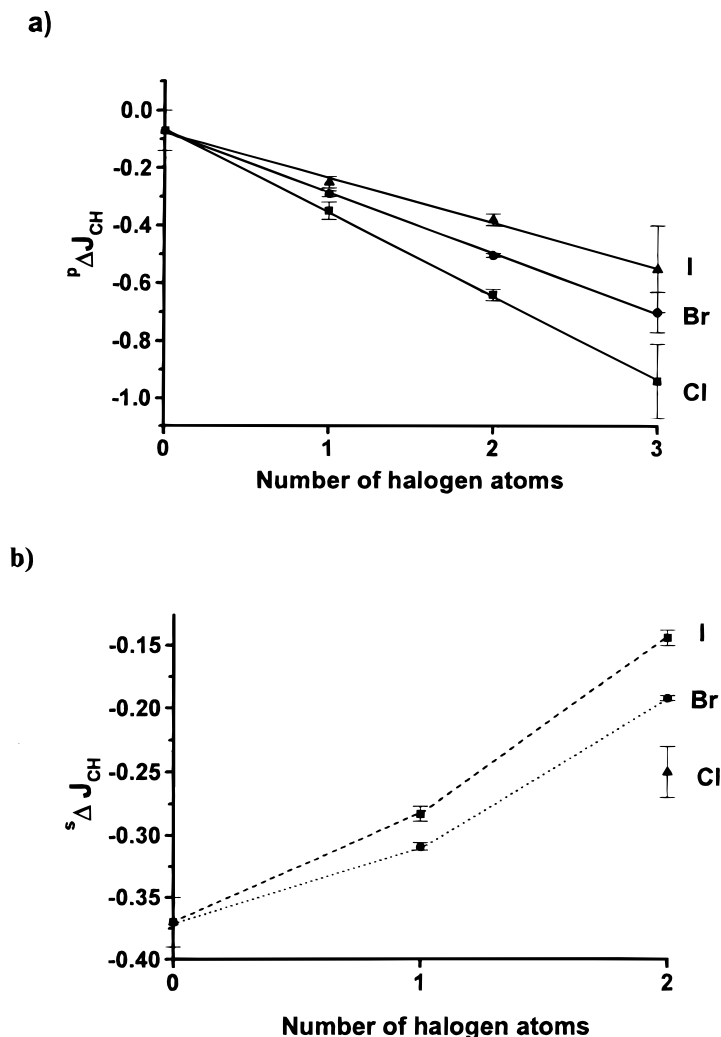 a)
0.0
-0.2
-0.4
-0.6
-0.8
-1.0
pΔJCH
I
Br
Cl
0 1 2 3
Number of halogen atoms
b)
-0.15
-0.20
-0.25
-0.30
-0.35
-0.40
sΔJCH
I
Br
Cl
0 1 2
Number of halogen atoms